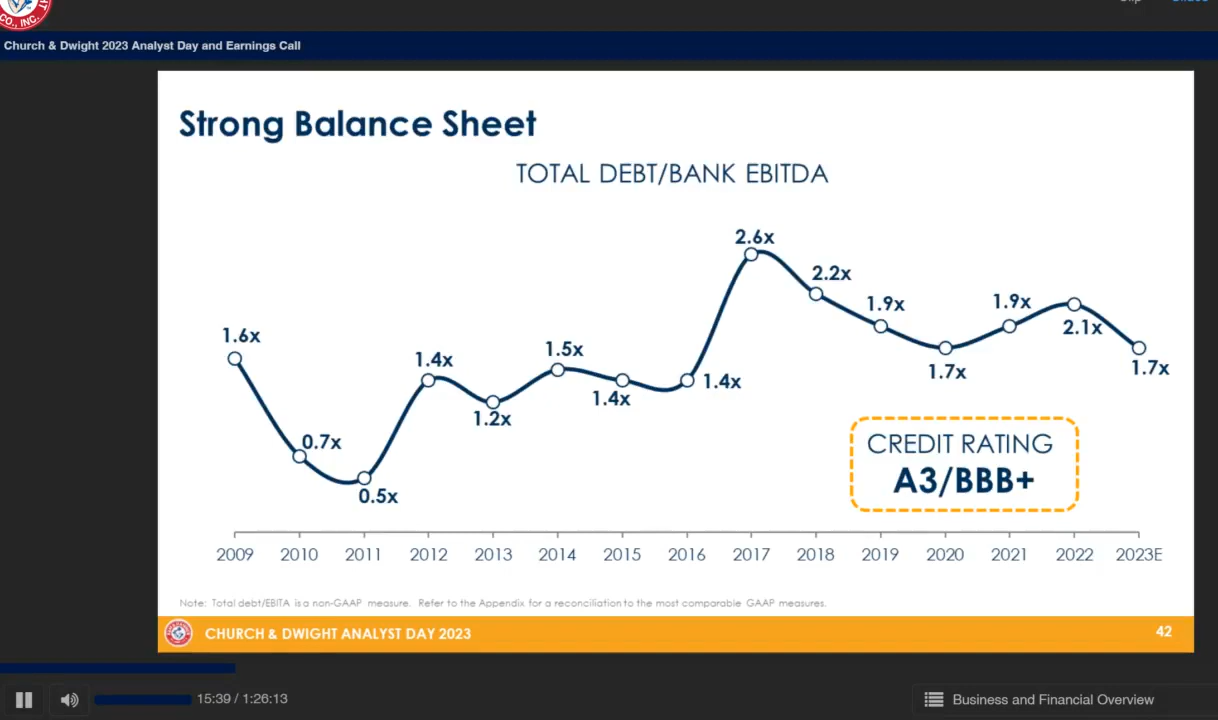 CO., INC.
Church & Dwight 2023 Analyst Day and Earnings Call
Strong Balance Sheet
TOTAL DEBT/BANK EBITDA
2.6x
2.2x
1.9x
1.9x
1.6x
2.1x
1.5x
1.4x
1.7x
1.7x
1.4x
1.4x
1.2x
0.7x
0.5x
CREDIT RATING
A3/BBB+
2009 2010 2011 2012 2013 2014 2015 2016 2017 2018 2019 2020 2021 2022 2023E
Note: Total debt/EBITA is a non-GAAP measure. Refer to the Appendix for a reconciliation to the most comparable GAAP measures.
CHURCH & DWIGHT ANALYST DAY 2023
42
15:39 / 1:26:13
Business and Financial Overview